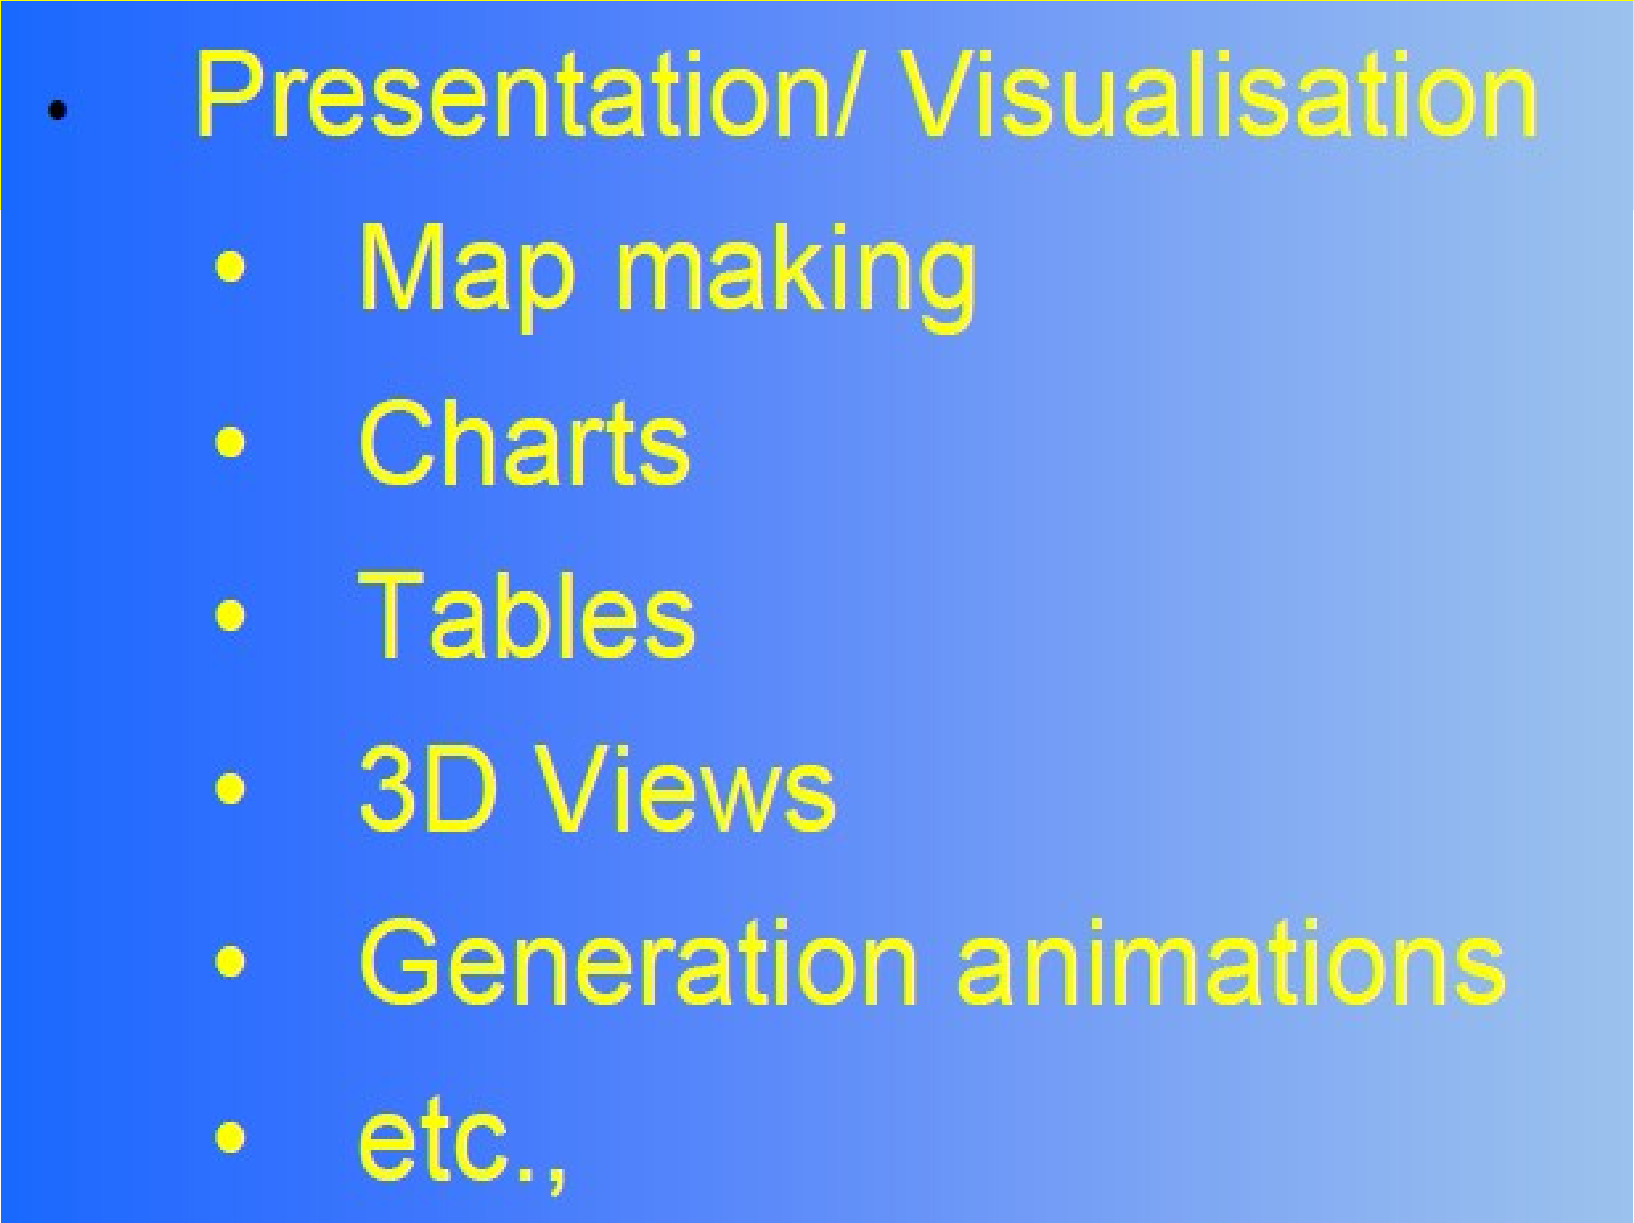 • Presentation/ Visualisation
• Map making
• Charts
• Tables
• 3D Views
• Generation animations
• etc.,